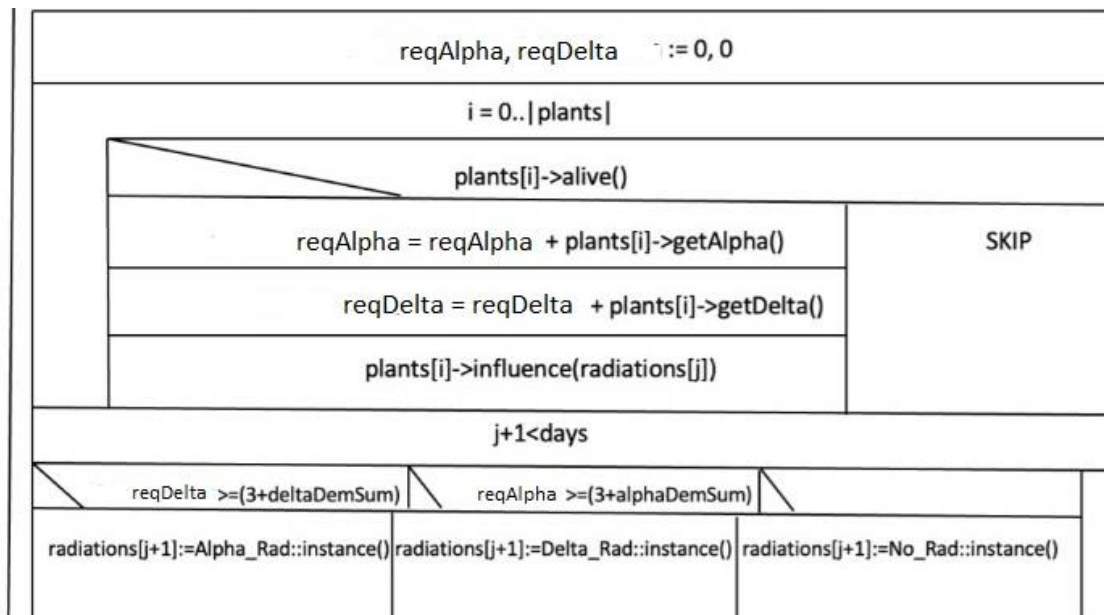 reqAlpha, reqDelta := 0, 0
i = 0..|plants|
plants[i]->alive()
reqAlpha = reqAlpha + plants[i]->getAlpha()
SKIP
reqDelta = reqDelta + plants[i]->getDelta()
plants[i]->influence(radiations[j])
j+1<days
reqDelta >=(3+deltaDemSum)
reqAlpha >=(3+alphaDemSum)
radiations[j+1]:=Alpha_Rad::instance()
radiations[j+1]:=Delta_Rad::instance()
radiations[j+1]:=No_Rad::instance()